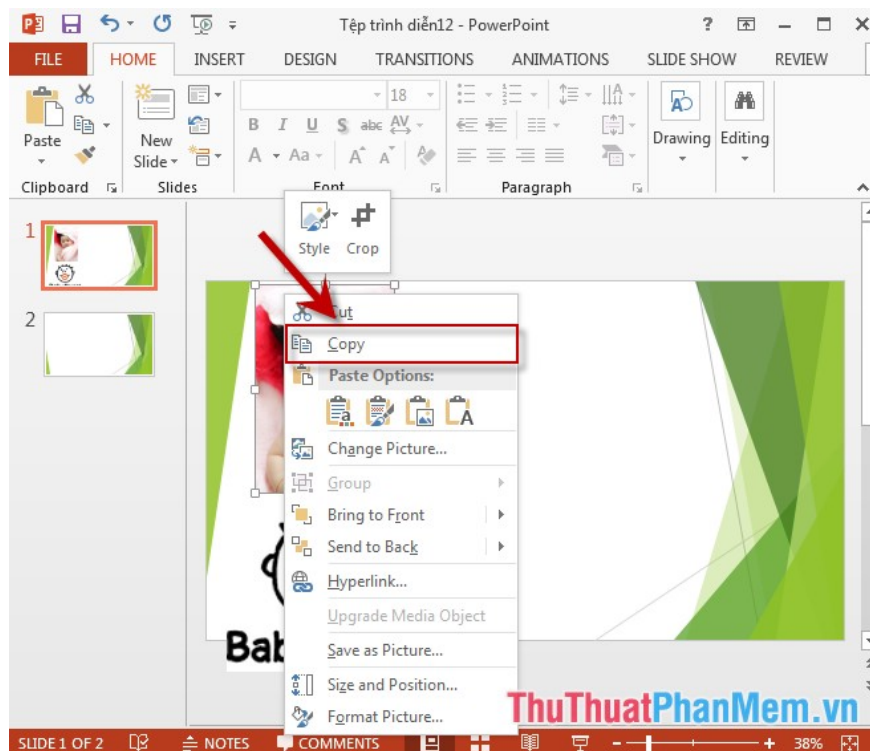 Tệp trình diễn12 - PowerPoint ?
FILE HOME INSERT DESIGN TRANSITIONS ANIMATIONS SLIDE SHOW REVIEW
18
B I U S abc AV
A Aa A A
Paste New Slide Drawing Editing
Clipboard Slides Font Paragraph
Style Crop
1
2
Cut
Copy
Paste Options:
Change Picture...
Group
Bring to Front
Send to Back
Hyperlink...
Upgrade Media Object
Save as Picture...
Size and Position...
Format Picture...
ThuThuatPhanMem.vn
SLIDE 1 OF 2 NOTES COMMENTS 38%